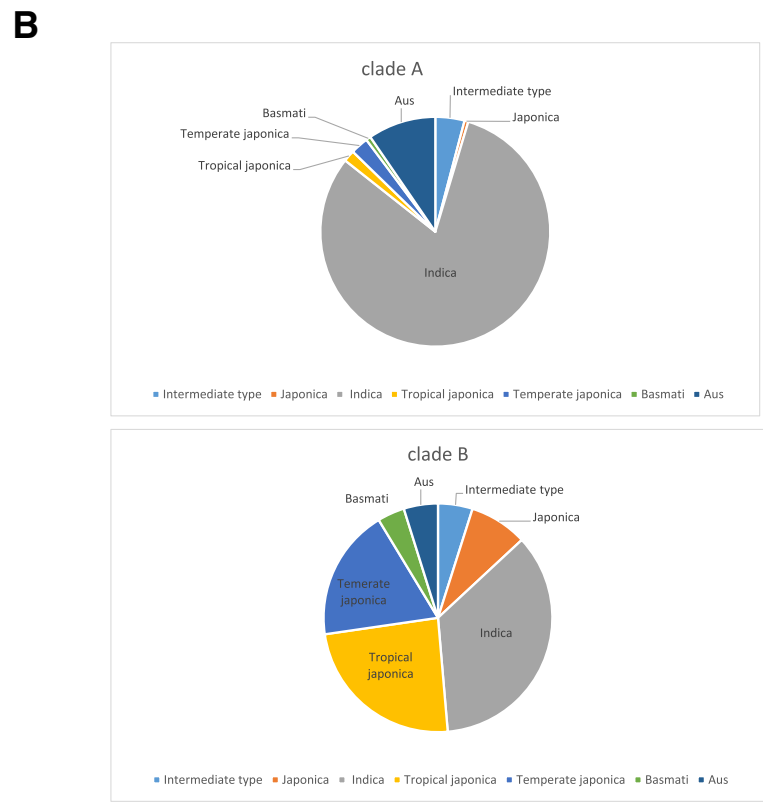 B
clade A
Intermediate type
Aus
Basmati
Japonica
Temperate japonica
Tropical japonica
Indica
Intermediate type Japonica Indica Tropical japonica Temperate japonica Basmati Aus
clade B
Aus
Intermediate type
Basmati
Japonica
Temerate
japonica
Indica
Tropical
japonica
Intermediate type Japonica Indica Tropical japonica Temperate japonica Basmati Aus